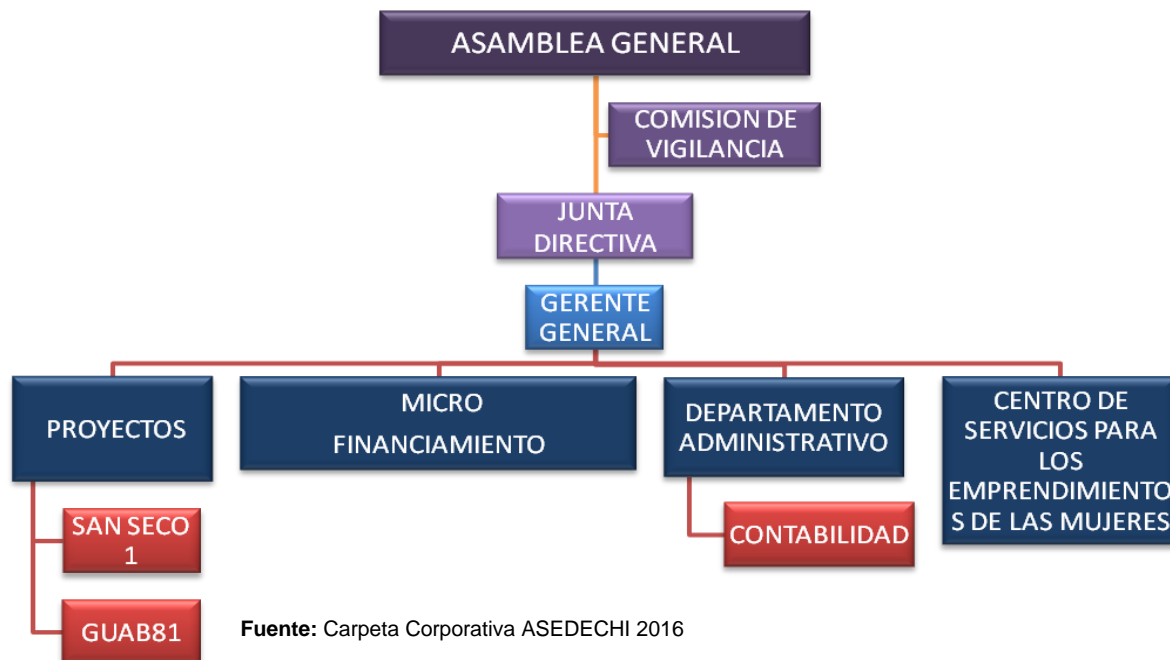 ASAMBLEA GENERAL
COMISION DE
VIGILANCIA
JUNTA
DIRECTIVA
GERENTE
GENERAL
PROYECTOS
MICRO
FINANCIAMIENTO
DEPARTAMENTO
ADMINISTRATIVO
CENTRO DE
SERVICIOS PARA
LOS
EMPRENDIMIENTO
S DE LAS MUJERES
SAN SECO
1
GUAB81
CONTABILIDAD
Fuente: Carpeta Corporativa ASEDECHI 2016